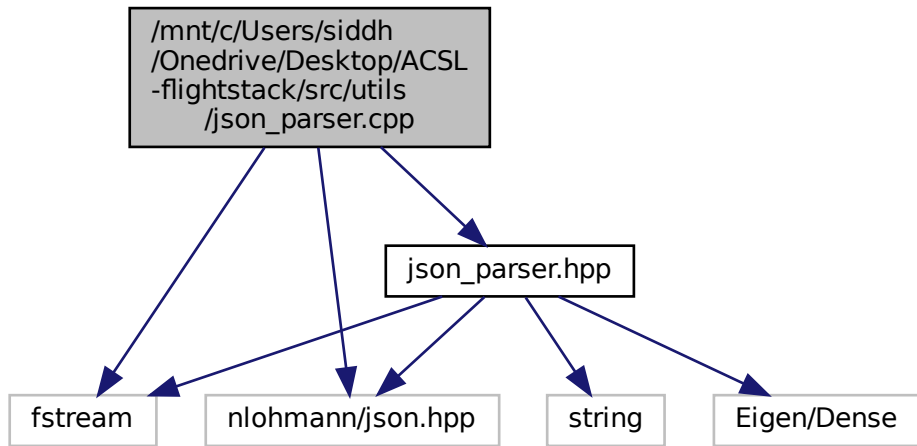 /mnt/c/Users/siddh
/Onedrive/Desktop/ACSL
-flightstack/src/utils
/json_parser.cpp
json_parser.hpp
fstream
nlohmann/json.hpp
string
Eigen/Dense